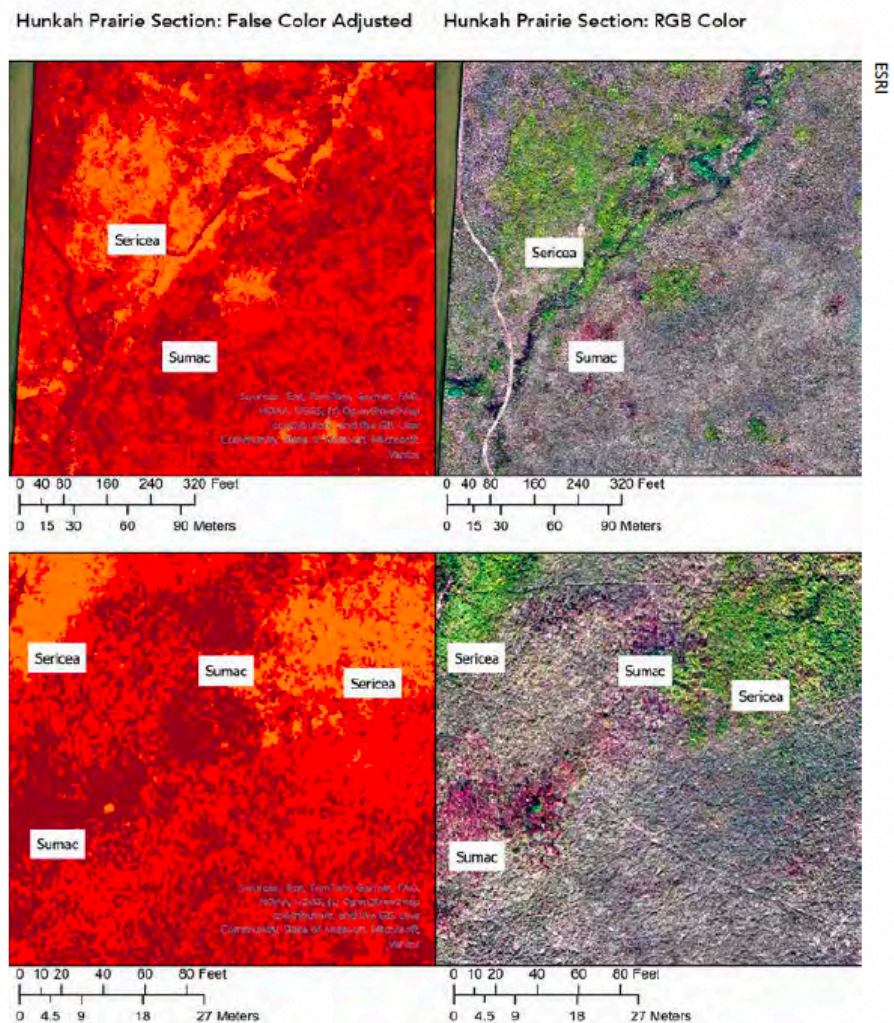 Hunkah Prairie Section: False Color Adjusted
Hunkah Prairie Section: RGB Color
ESRI
Sericea
Sumac
Sericea
Sumac
0 40 80 160 240 320 Feet
0 15 30 60 90 Meters
0 40 80 160 240 320 Feet
0 15 30 60 90 Meters
Sericea
Sumac
Sericea
Sumac
Sericea
Sumac
Sericea
Sumac
0 10 20 40 60 80 Feet
0 4.5 9 18 27 Meters
0 10 20 40 60 80 Feet
0 4.5 9 18 27 Meters